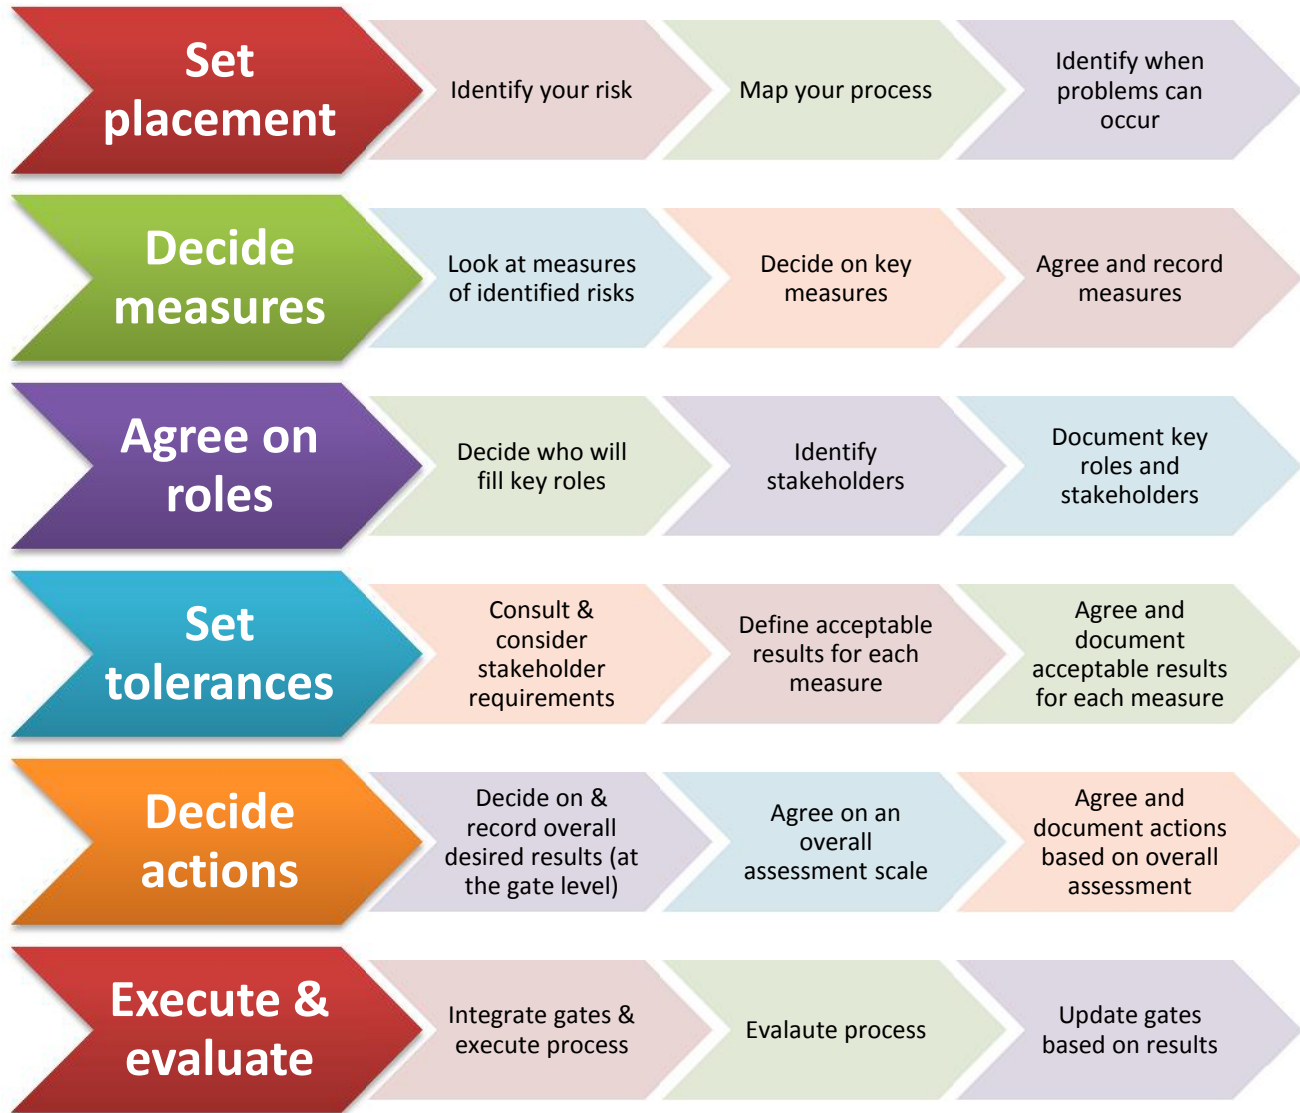 Set
placement
Identify your risk
Map your process
Identify when
problems can
occur
Decide
measures
Look at measures
of identified risks
Decide on key
measures
Agree and record
measures
Agree on
roles
Decide who will
fill key roles
Identify
stakeholders
Document key
roles and
stakeholders
Set
tolerances
Consult &
consider
stakeholder
requirements
Define acceptable
results for each
measure
Agree and
document
acceptable results
for each measure
Decide
actions
Decide on &
record overall
desired results (at
the gate level)
Agree on an
overall
assessment scale
Agree and
document actions
based on overall
assessment
Execute &
evaluate
Integrate gates &
execute process
Evalaute process
Update gates
based on results